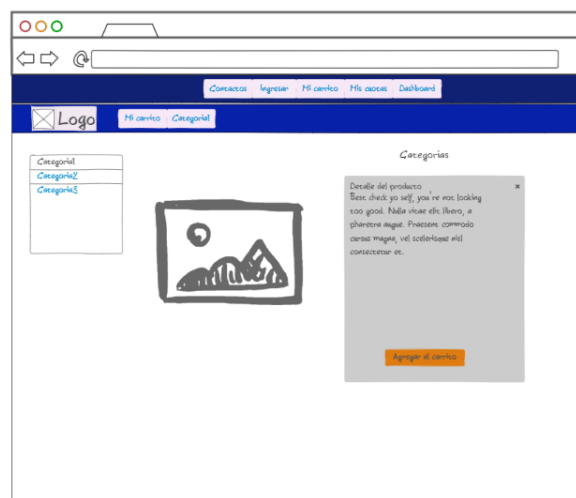 Contactos Ingresar Mi carrito Mis cuotas Dashboard
Logo Mi carrito Categoria1
Categorias
Categoria1
Categoria2
Categoria3
Detalle del producto
Best check yo self, you're not looking
too good. Nulla vitae elit libero, a
pharetra augue. Praesent commodo
cursus magna, vel scelerisque nisl
consectetur et.
Agregar al carrito